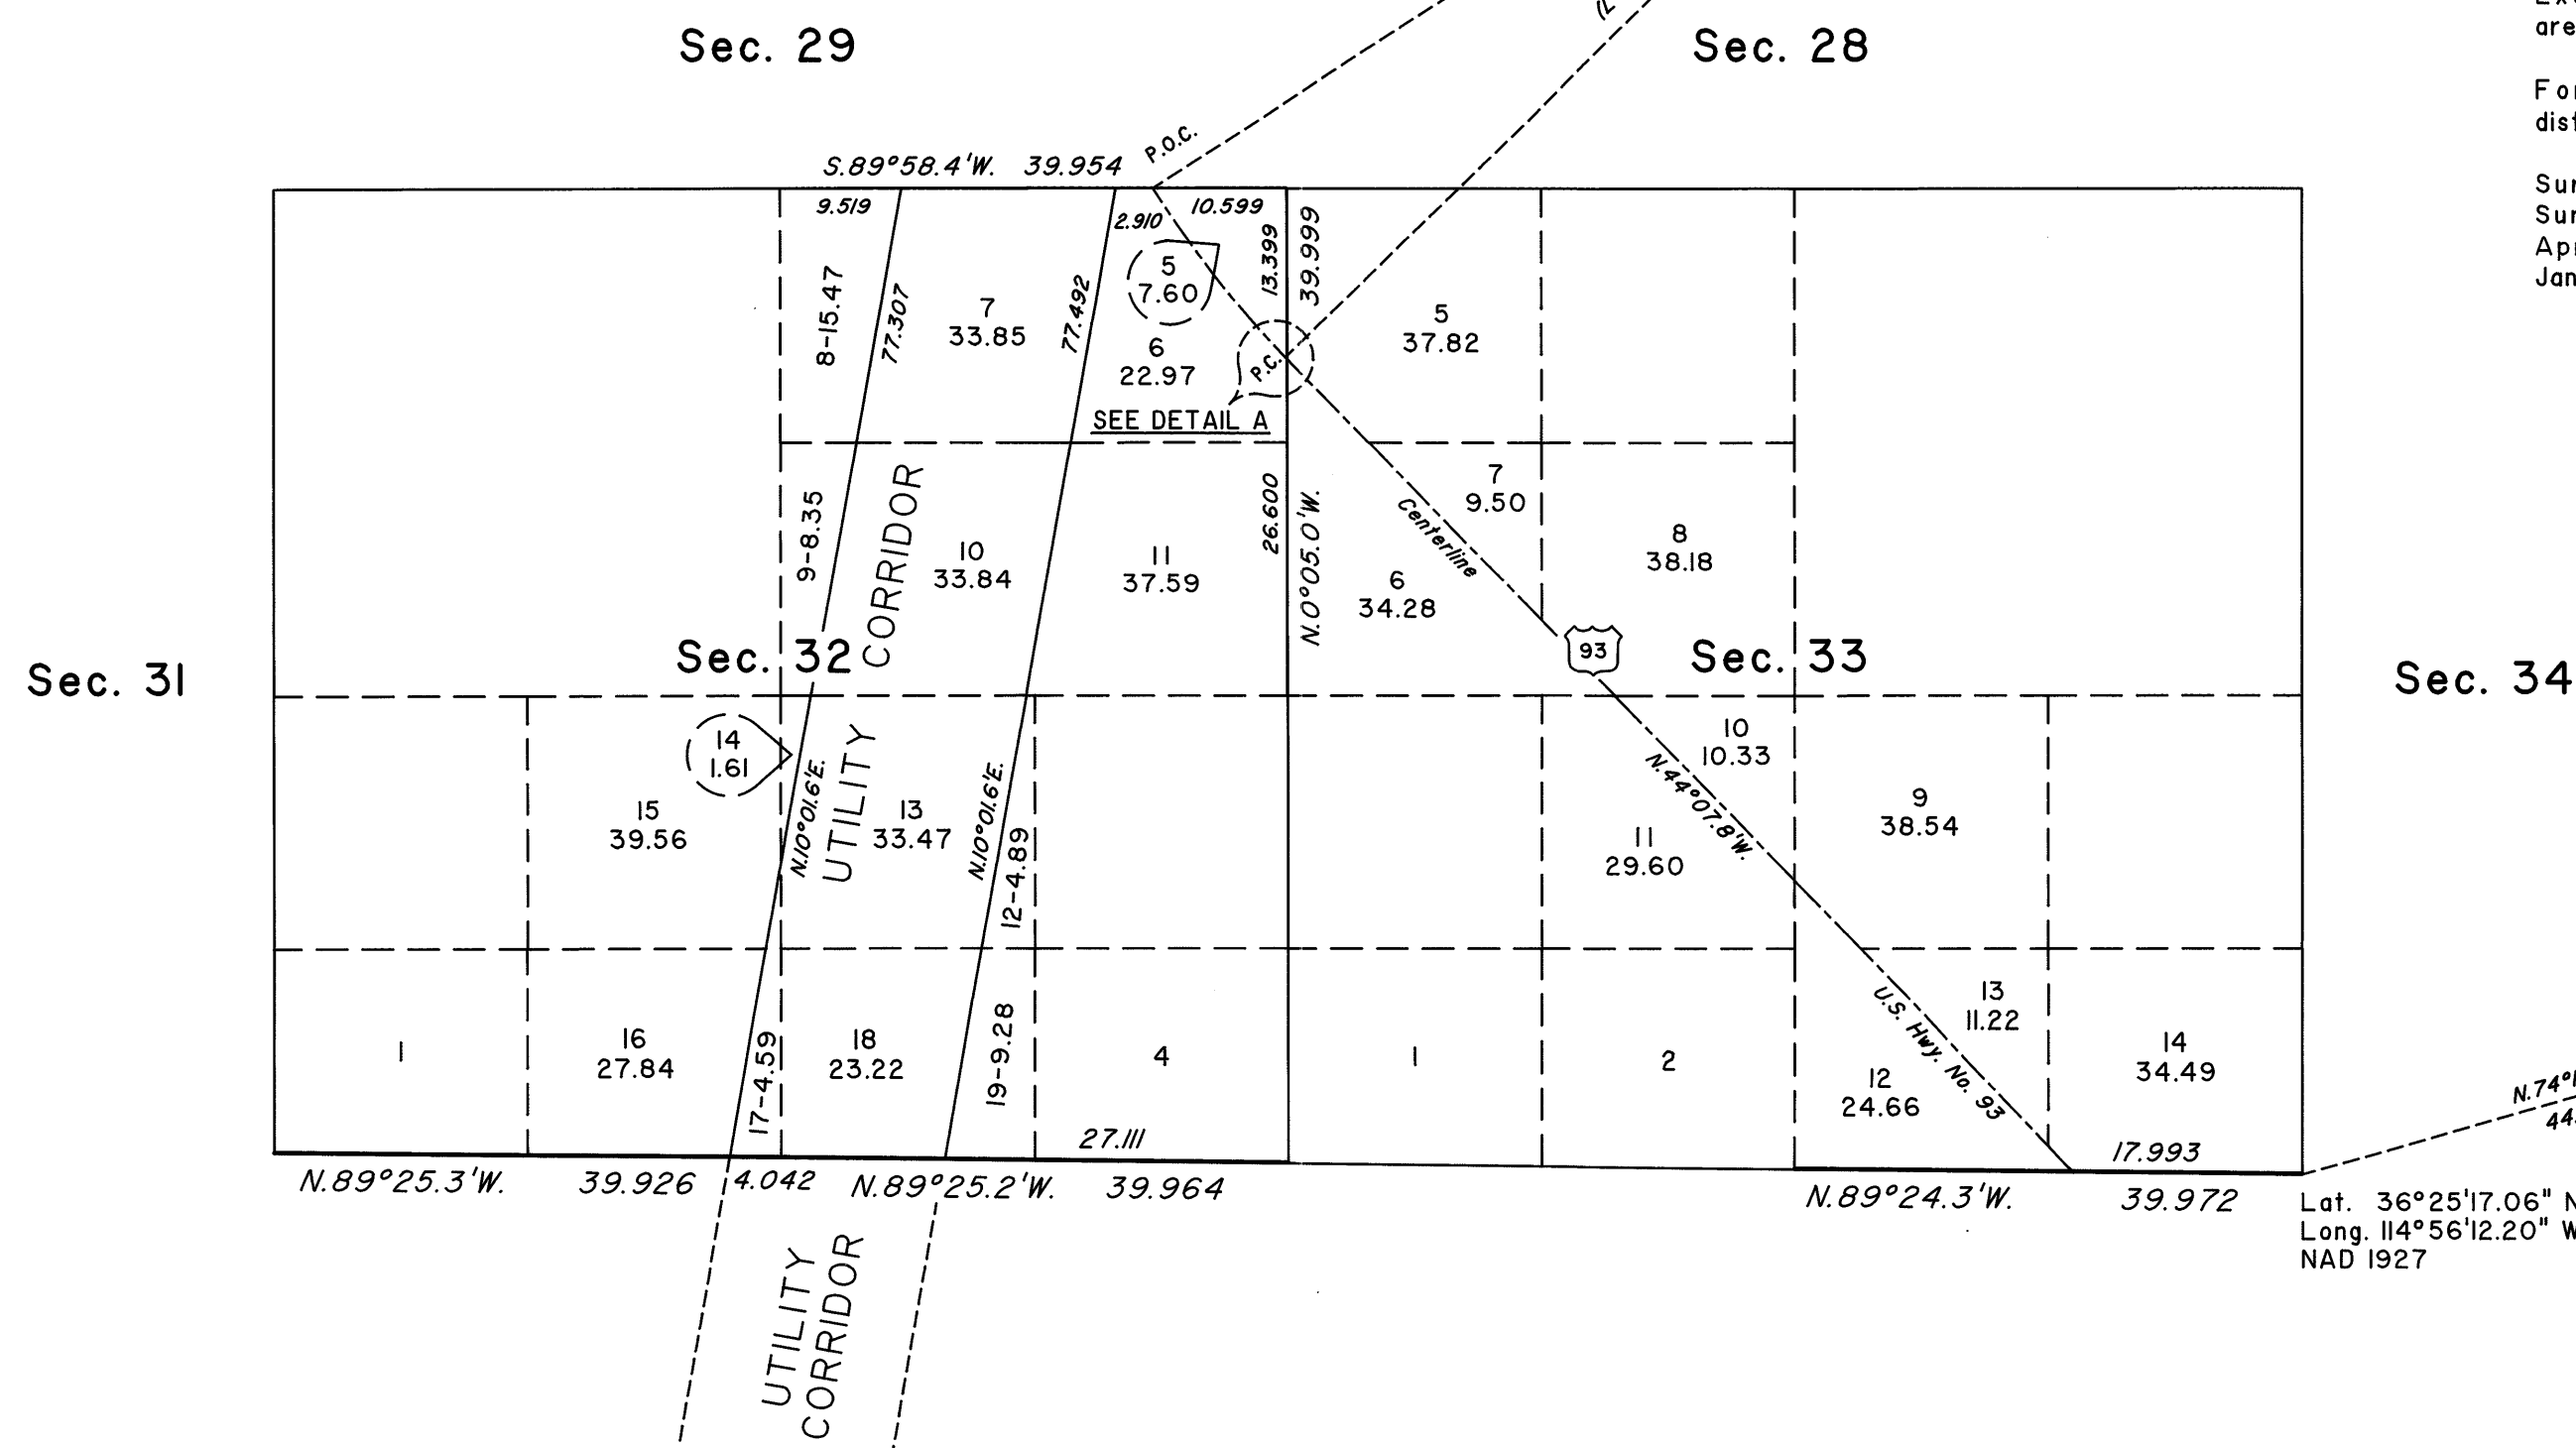 Sec. 29
Sec. 28
are
For
Sur
Sur
Jan
P.O.C.
S.89°58.4'W. 39.954
9.519
2.910
10.599
13.399
39.999
8-15.47
77.307
7
33.85
77.492
5
7.60
6
22.97
P.C.
SEE DETAIL A
5
37.82
9-8.35
CORRIDOR
10
33.84
11
37.59
26.600
N.0°05.0'W.
7
9.50
Centerline
6
34.28
8
38.18
93
Sec. 31
Sec. 32
Sec. 33
Sec. 34
14
1.61
15
39.56
N.10°01.6'E.
UTILITY
13
33.47
N.10°01.6'E.
12-4.89
10
10.33
N.44°07.8'W.
11
29.60
9
38.54
1
16
27.84
17-4.59
18
23.22
19-9.28
4
27.111
1
2
12
24.66
U.S. Hwy. No. 93
13
11.22
14
34.49
17.993
N.74°
44.
N.89°25.3'W. 39.926
4.042
N.89°25.2'W. 39.964
N.89°24.3'W. 39.972
Lat. 36°25'17.06" N
Long. 114°56'12.20" W
NAD 1927
UTILITY
CORRIDOR